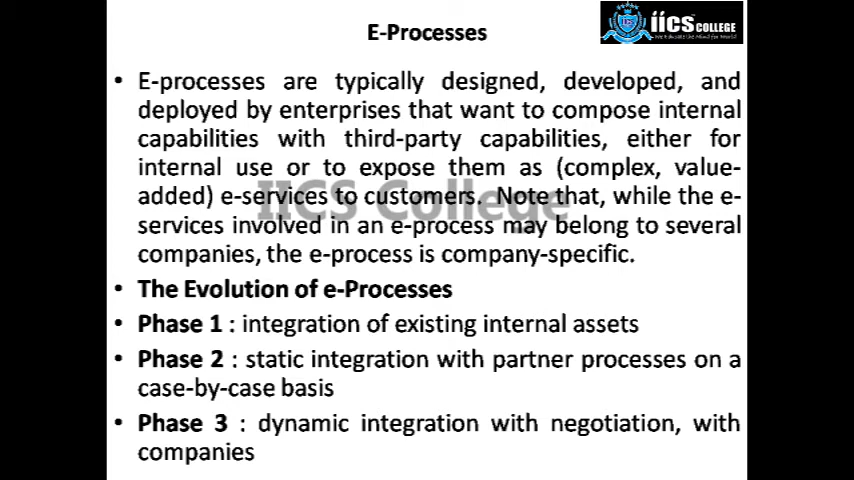 E-Processes
iics COLLEGE
• E-processes are typically designed, developed, and
deployed by enterprises that want to compose internal
capabilities with third-party capabilities, either for
internal use or to expose them as (complex, value-
added) e-services to customers. Note that, while the e-
services involved in an e-process may belong to several
companies, the e-process is company-specific.
IICS College
• The Evolution of e-Processes
• Phase 1 : integration of existing internal assets
• Phase 2 : static integration with partner processes on a
case-by-case basis
• Phase 3 : dynamic integration with negotiation, with
companies